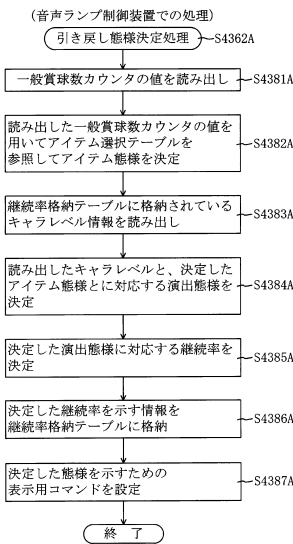 (音声ランプ制御装置での処理)
引き戻し態様決定処理
S4362A
一般賞球数カウンタの値を読み出し
S4381A
読み出した一般賞球数カウンタの値を
用いてアイテム選択テーブルを
参照してアイテム態様を決定
S4382A
継続率格納テーブルに格納されている
キャラレベル情報を読み出し
S4383A
読み出したキャラレベルと、決定した
アイテム態様とに対応する演出態様を
決定
S4384A
決定した演出態様に対応する継続率を
決定
S4385A
決定した継続率を示す情報を
継続率格納テーブルに格納
S4386A
決定した態様を示すための
表示用コマンドを設定
S4387A
終了